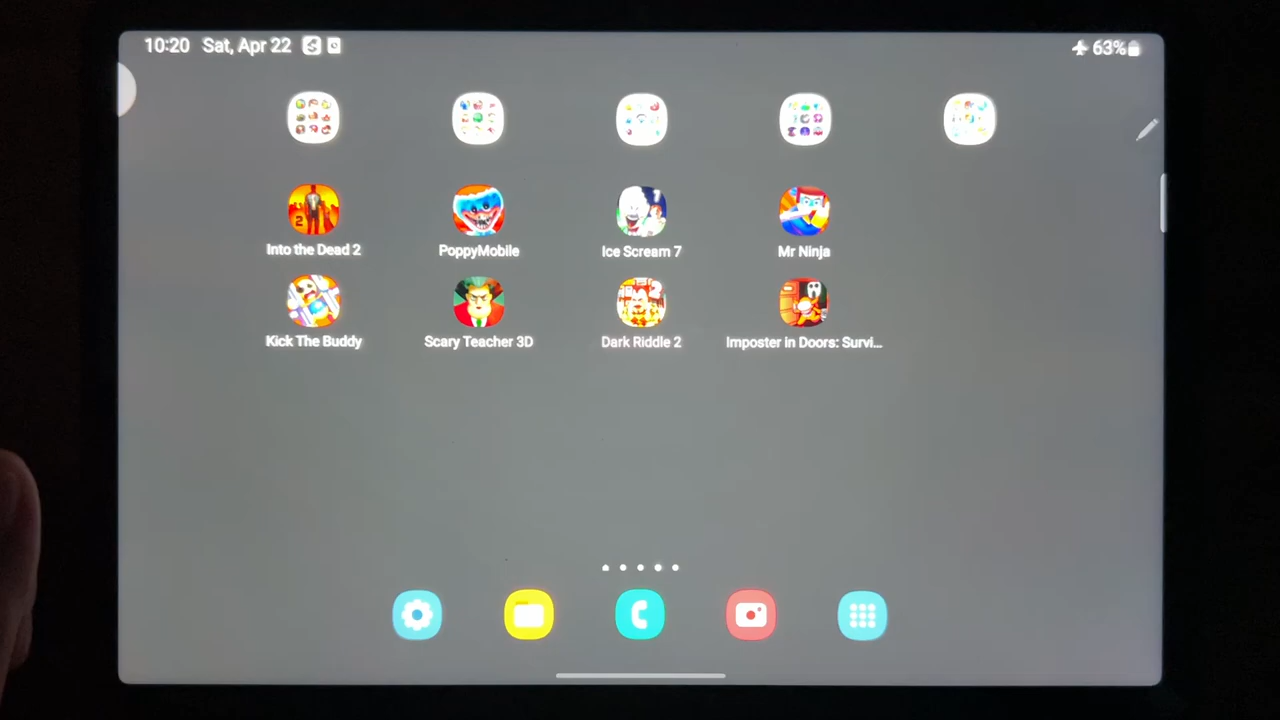 10:20 Sat, Apr 22 63%
Into the Dead 2 PoppyMobile Ice Scream 7 Mr Ninja
Kick The Buddy Scary Teacher 3D Dark Riddle 2 Imposter in Doors: Survi...